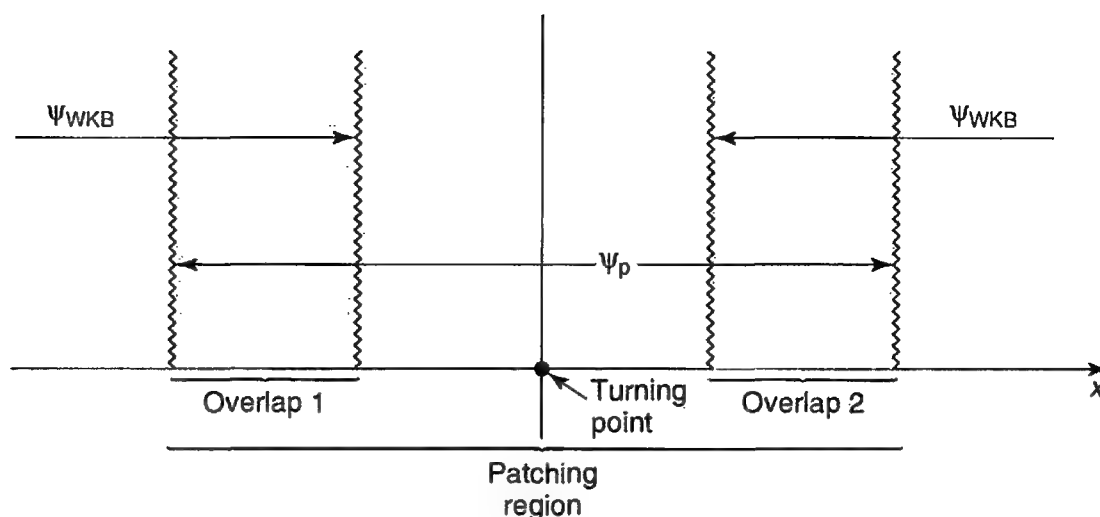 ΨWKB
ΨWKB
Ψp
x
Overlap 1
Turning
point
Overlap 2
Patching
region